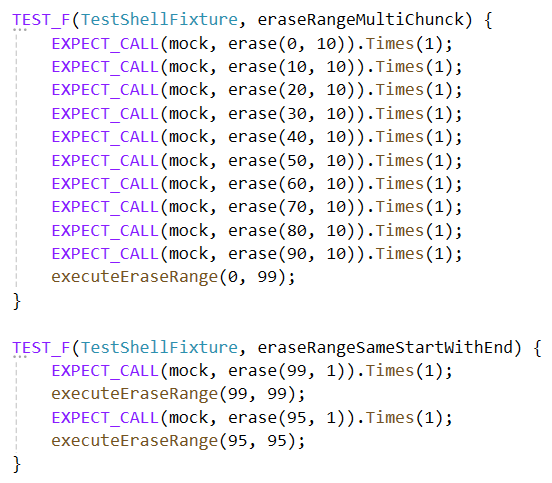 TEST_F(TestShellFixture, eraseRangeMultiChunck) {
    EXPECT_CALL(mock, erase(0, 10)).Times(1);
    EXPECT_CALL(mock, erase(10, 10)).Times(1);
    EXPECT_CALL(mock, erase(20, 10)).Times(1);
    EXPECT_CALL(mock, erase(30, 10)).Times(1);
    EXPECT_CALL(mock, erase(40, 10)).Times(1);
    EXPECT_CALL(mock, erase(50, 10)).Times(1);
    EXPECT_CALL(mock, erase(60, 10)).Times(1);
    EXPECT_CALL(mock, erase(70, 10)).Times(1);
    EXPECT_CALL(mock, erase(80, 10)).Times(1);
    EXPECT_CALL(mock, erase(90, 10)).Times(1);
    executeEraseRange(0, 99);
}
TEST_F(TestShellFixture, eraseRangeSameStartWithEnd) {
    EXPECT_CALL(mock, erase(99, 1)).Times(1);
    executeEraseRange(99, 99);
    EXPECT_CALL(mock, erase(95, 1)).Times(1);
    executeEraseRange(95, 95);
}